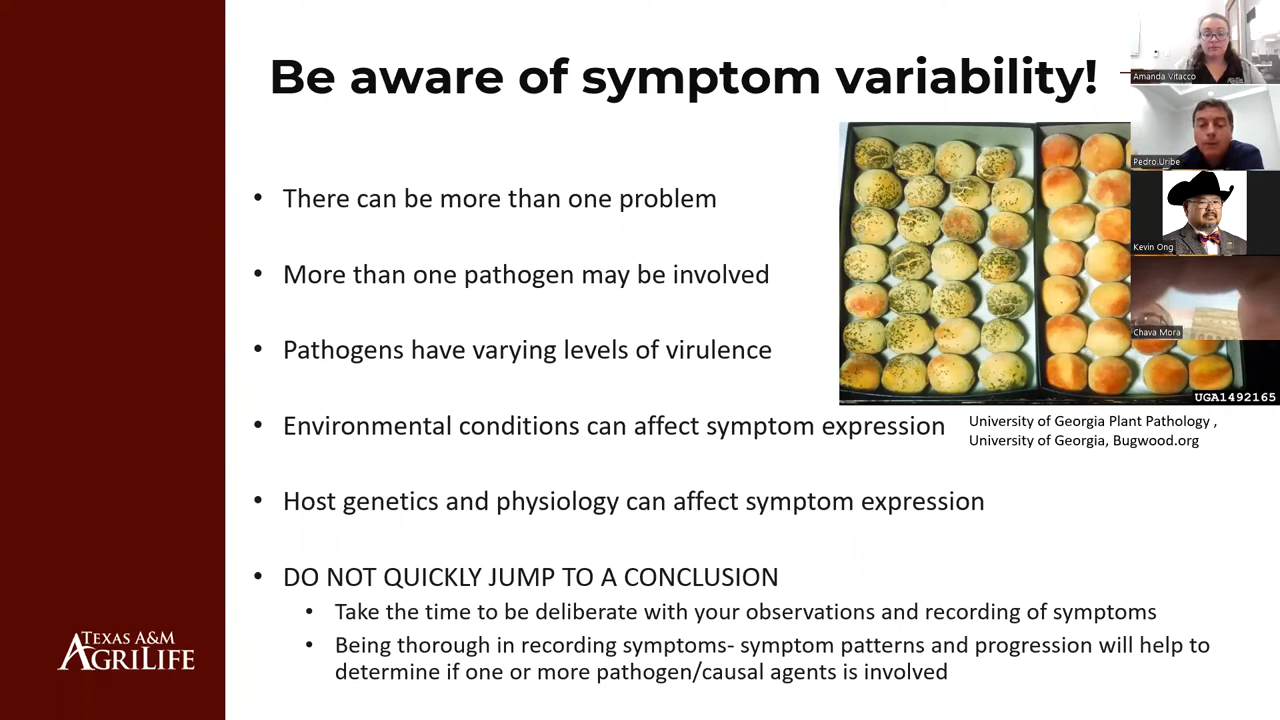 Be aware of symptom variability!
• There can be more than one problem
• More than one pathogen may be involved
• Pathogens have varying levels of virulence
• Environmental conditions can affect symptom expression
• Host genetics and physiology can affect symptom expression
• DO NOT QUICKLY JUMP TO A CONCLUSION
• Take the time to be deliberate with your observations and recording of symptoms
• Being thorough in recording symptoms- symptom patterns and progression will help to
determine if one or more pathogen/causal agents is involved
UGA1492165
University of Georgia Plant Pathology ,
University of Georgia, Bugwood.org
Amanda Vitacco
Pedro.Uribe
Kevin Ong
Chava Mora
TEXAS A&M
AGRILIFE